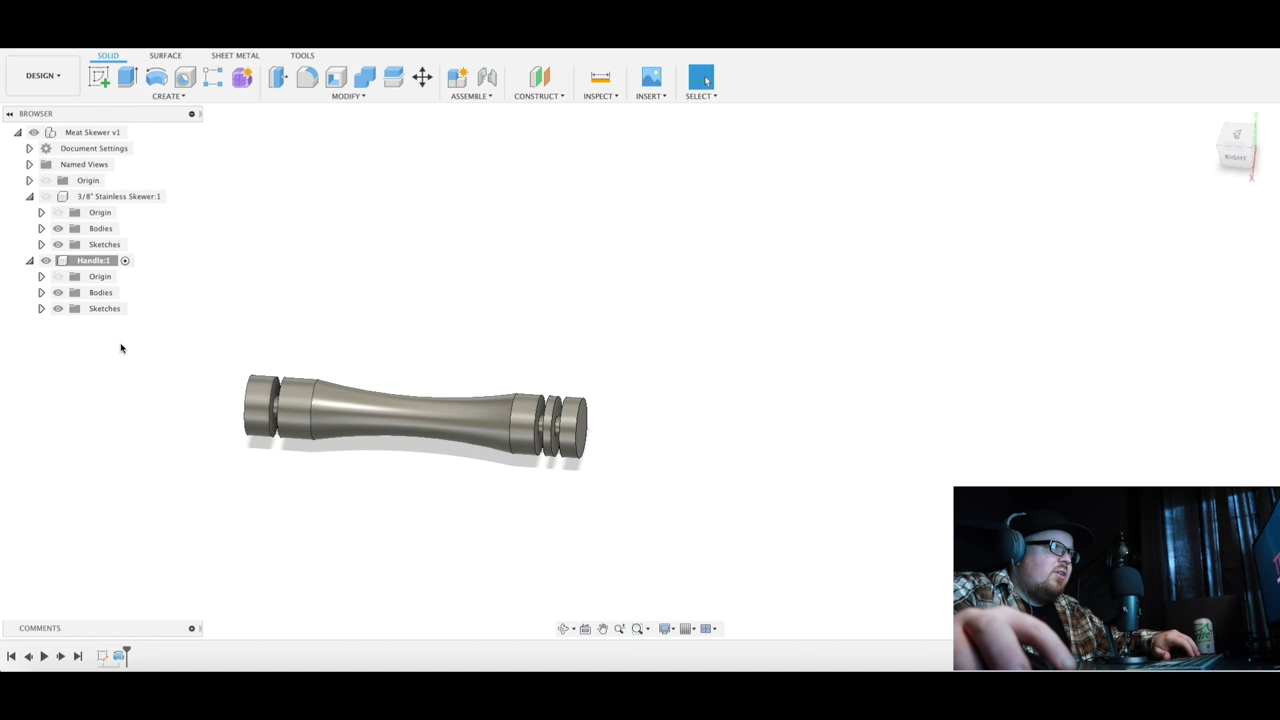 SOLID SURFACE SHEET METAL TOOLS
DESIGN
CREATE MODIFY ASSEMBLE CONSTRUCT INSPECT INSERT SELECT
BROWSER
Meat Skewer v1
Document Settings
Named Views
Origin
3/8" Stainless Skewer:1
Origin
Bodies
Sketches
Handle:1
Origin
Bodies
Sketches
RIGHT
COMMENTS